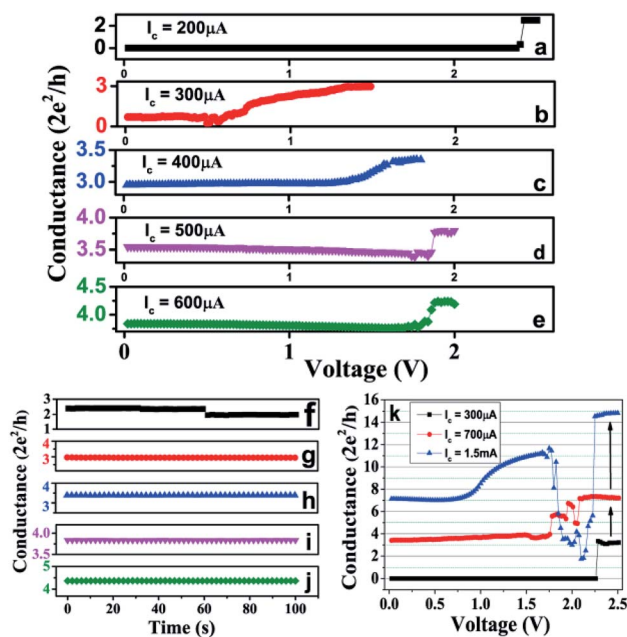 2
0
I_c = 200μA
a
0
1
2
3
0
I_c = 300μA
b
0
1
2
3.5
3.0
I_c = 400μA
c
0
1
2
4.0
3.5
I_c = 500μA
d
4.5
4.0
I_c = 600μA
e
0
1
2
Voltage (V)
Conductance (2e²/h)
3
2
1
f
4
3
g
4
3
h
4.0
3.5
i
5
4
j
0 20 40 60 80 100
Time (s)
Conductance (2e²/h)
k
I_c = 300μA
I_c = 700μA
I_c = 1.5mA
16
14
12
10
8
6
4
2
0
0.0 0.5 1.0 1.5 2.0 2.5
Voltage (V)
Conductance (2e²/h)